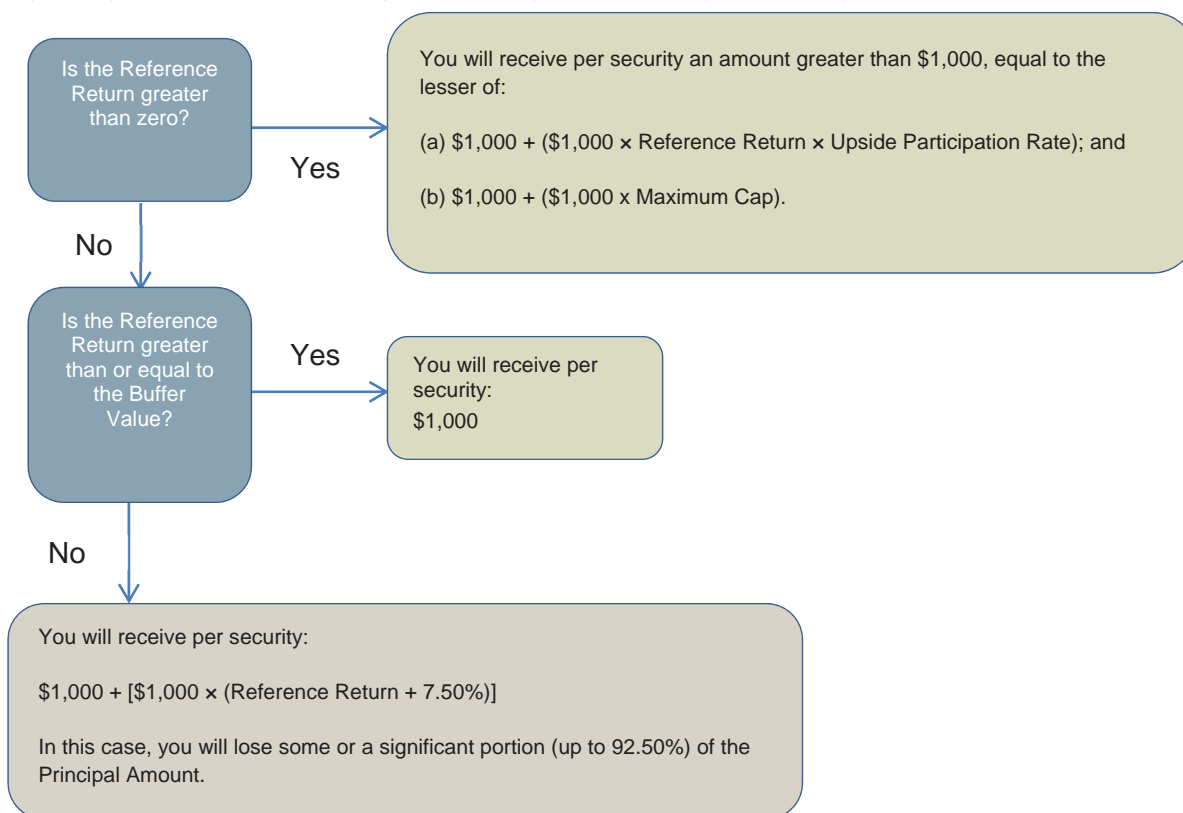 Is the Reference
Return greater
than zero?
Yes
You will receive per security an amount greater than $1,000, equal to the
lesser of:
(a) $1,000 + ($1,000 × Reference Return × Upside Participation Rate); and
(b) $1,000 + ($1,000 x Maximum Cap).
No
Is the Reference
Return greater
than or equal to
the Buffer
Value?
Yes
You will receive per
security:
$1,000
No
You will receive per security:
$1,000 + [$1,000 × (Reference Return + 7.50%)]
In this case, you will lose some or a significant portion (up to 92.50%) of the
Principal Amount.